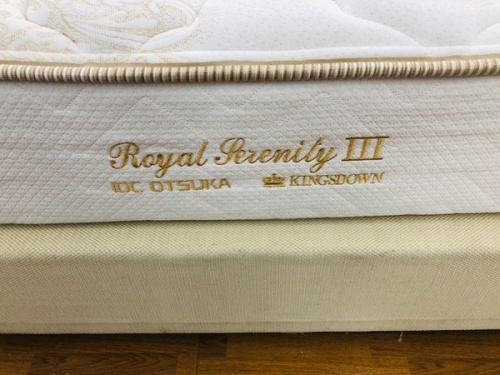 Royal Serenity III
IDC OTSUKA KINGSDOWN